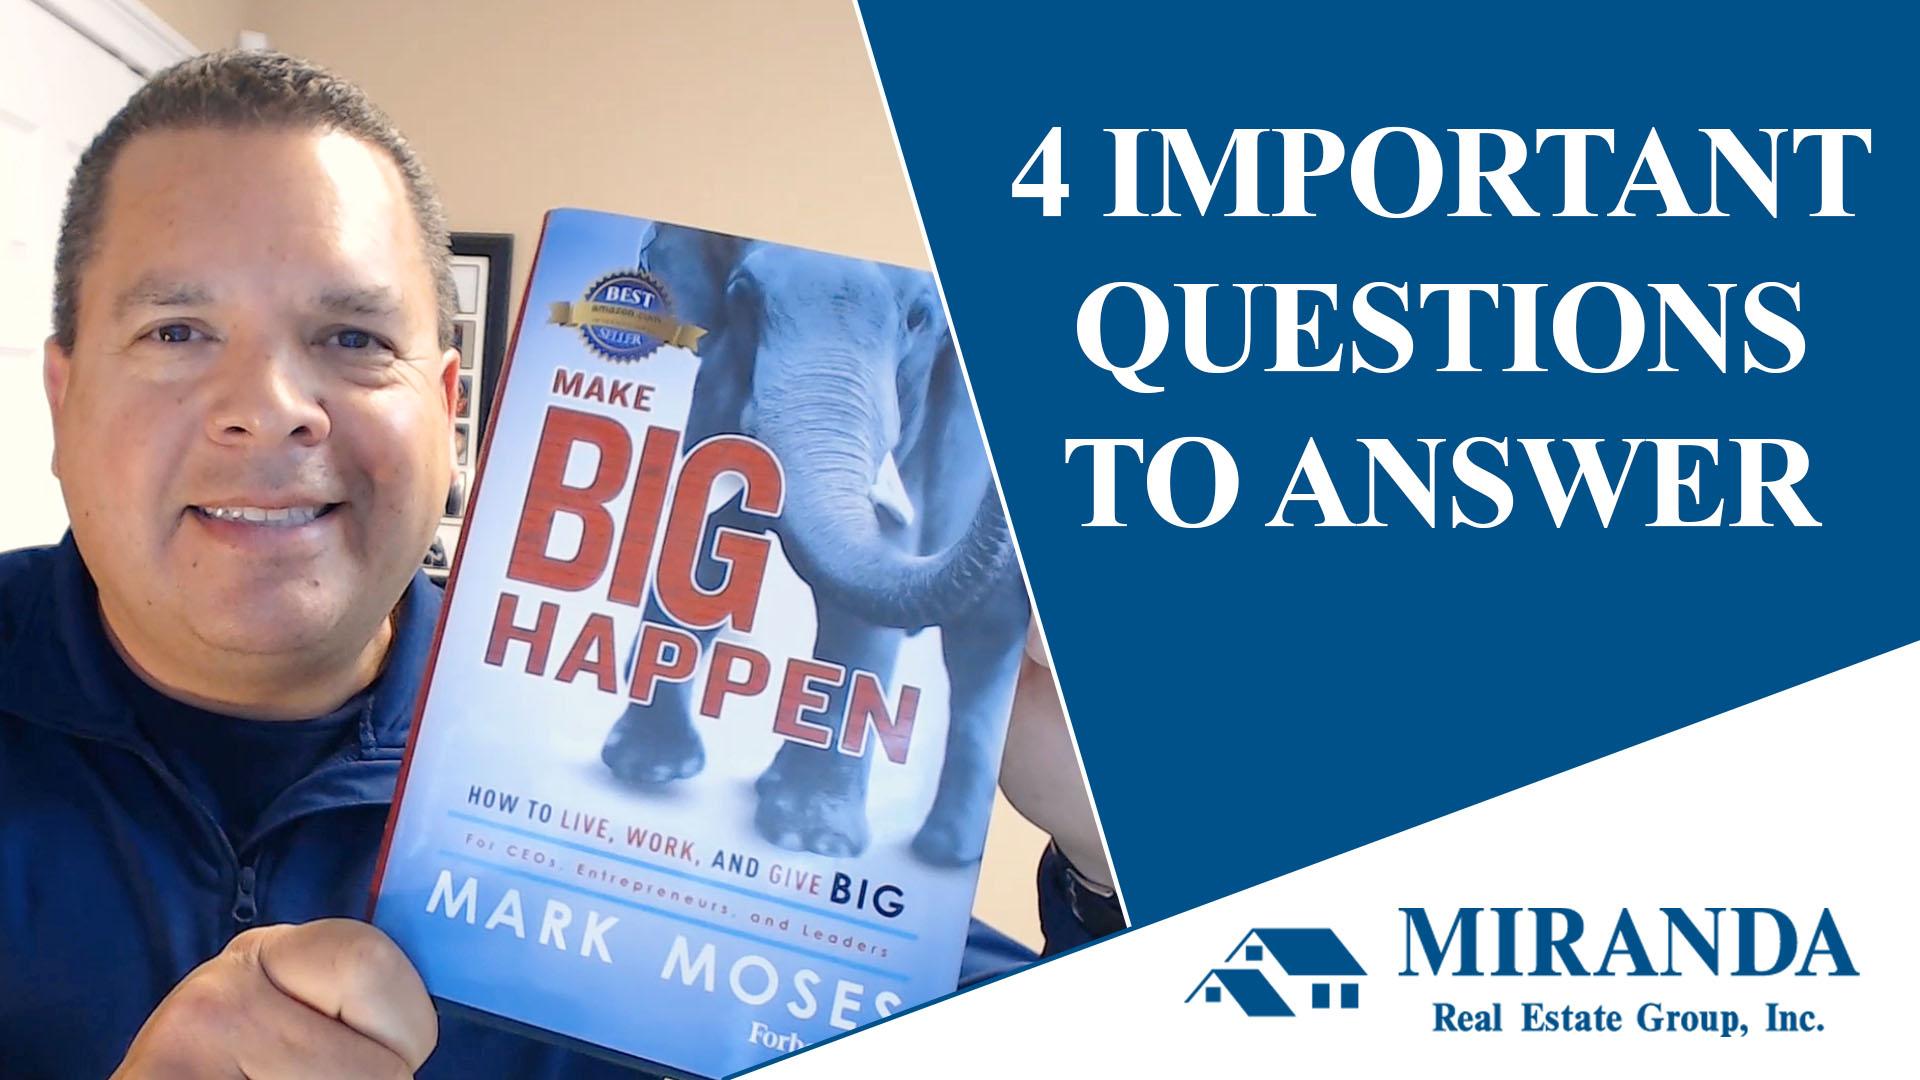 4 IMPORTANT
QUESTIONS
TO ANSWER
BEST
amazon.com
SELLER
MAKE
BIG
HAPPEN
HOW TO LIVE, WORK, AND GIVE BIG
For CEOs, Entrepreneurs, and Leaders
MARK MOSES
MIRANDA
Real Estate Group, Inc.